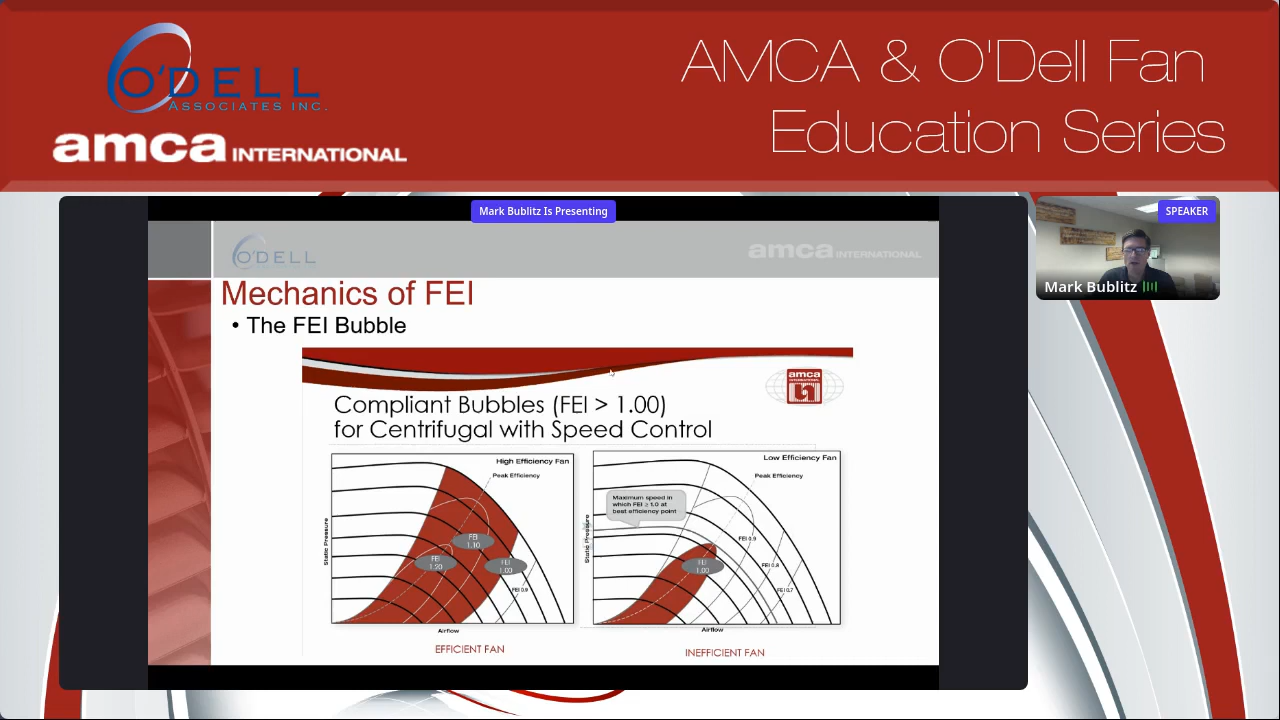 O'DELL
ASSOCIATES INC.
amca INTERNATIONAL
AMCA & O'Dell Fan
Education Series
Mark Bublitz Is Presenting
SPEAKER
Mark Bublitz
O'DELL
amca INTERNATIONAL
Mechanics of FEI
• The FEI Bubble
amca
INTERNATIONAL
Compliant Bubbles (FEI > 1.00)
for Centrifugal with Speed Control
High Efficiency Fan
Peak Efficiency
Static Pressure
FEI
1.10
FEI
1.20
FEI
1.00
FEI 0.9
Airflow
EFFICIENT FAN
Low Efficiency Fan
Peak Efficiency
Maximum speed in
which FEI ≥ 1.0 at
best efficiency point
Static Pressure
FEI 0.9
FEI
1.00
FEI 0.8
FEI 0.7
Airflow
INEFFICIENT FAN